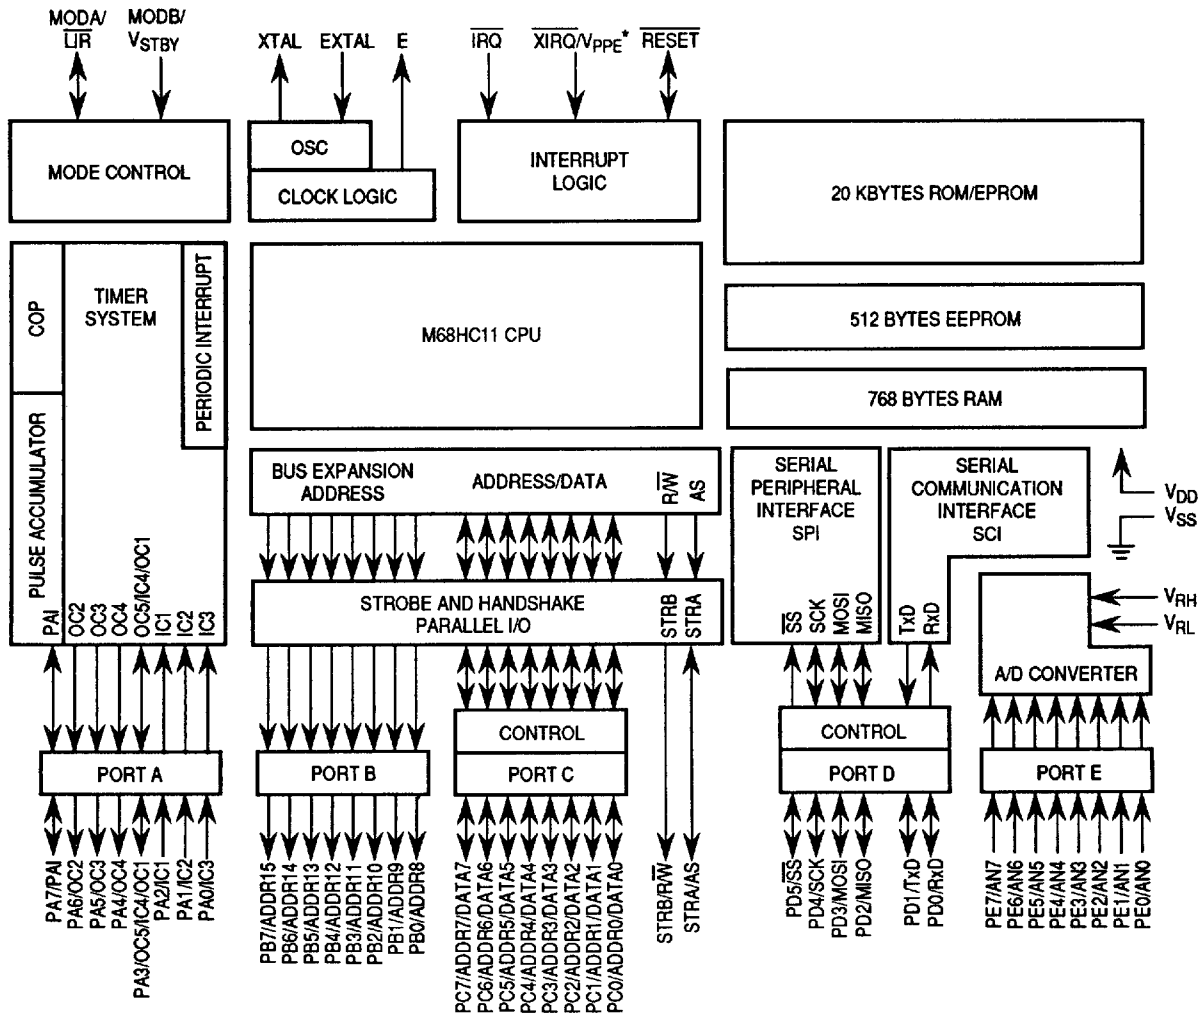 MODA/
LIR
MODB/
VSTBY
XTAL
EXTAL
E
IRQ
XIRQ/VPPE*
RESET
MODE CONTROL
OSC
CLOCK LOGIC
INTERRUPT
LOGIC
20 KBYTES ROM/EPROM
COP
TIMER
SYSTEM
PERIODIC INTERRUPT
M68HC11 CPU
512 BYTES EEPROM
768 BYTES RAM
PULSE ACCUMULATOR
PAI
OC2
OC3
OC4
OC5/IC4/OC1
IC1
IC2
IC3
BUS EXPANSION
ADDRESS
ADDRESS/DATA
R/W
AS
SERIAL
PERIPHERAL
INTERFACE
SPI
SERIAL
COMMUNICATION
INTERFACE
SCI
VDD
VSS
STROBE AND HANDSHAKE
PARALLEL I/O
STRB
STRA
SS
SCK
MOSI
MISO
TxD
RxD
VRH
VRL
A/D CONVERTER
CONTROL
CONTROL
PORT A
PORT B
PORT C
PORT D
PORT E
PA7/PAI
PA6/OC2
PA5/OC3
PA4/OC4
PA3/OC5/IC4/OC1
PA2/IC1
PA1/IC2
PA0/IC3
PB7/ADDR15
PB6/ADDR14
PB5/ADDR13
PB4/ADDR12
PB3/ADDR11
PB2/ADDR10
PB1/ADDR9
PB0/ADDR8
PC7/ADDR7/DATA7
PC6/ADDR6/DATA6
PC5/ADDR5/DATA5
PC4/ADDR4/DATA4
PC3/ADDR3/DATA3
PC2/ADDR2/DATA2
PC1/ADDR1/DATA1
PC0/ADDR0/DATA0
STRB/R/W
STRA/AS
PD5/SS
PD4/SCK
PD3/MOSI
PD2/MISO
PD1/TxD
PD0/RxD
PE7/AN7
PE6/AN6
PE5/AN5
PE4/AN4
PE3/AN3
PE2/AN2
PE1/AN1
PE0/AN0